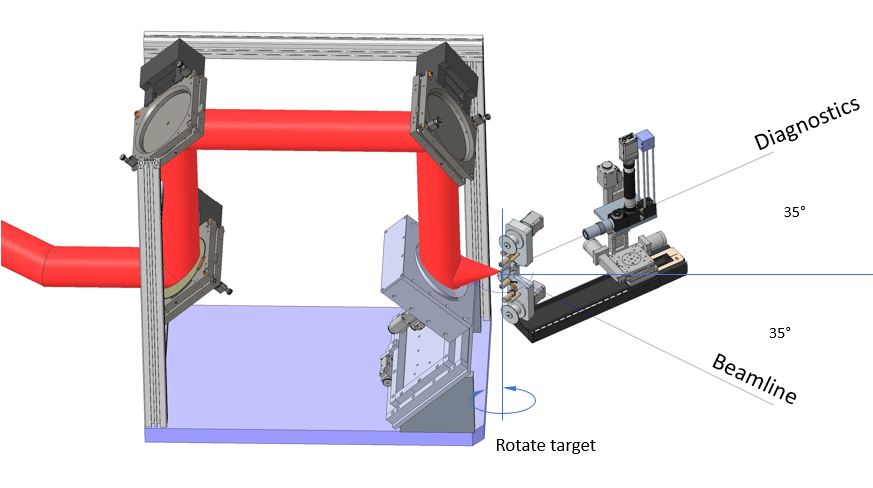 Diagnostics
35°
35°
Beamline
Rotate target